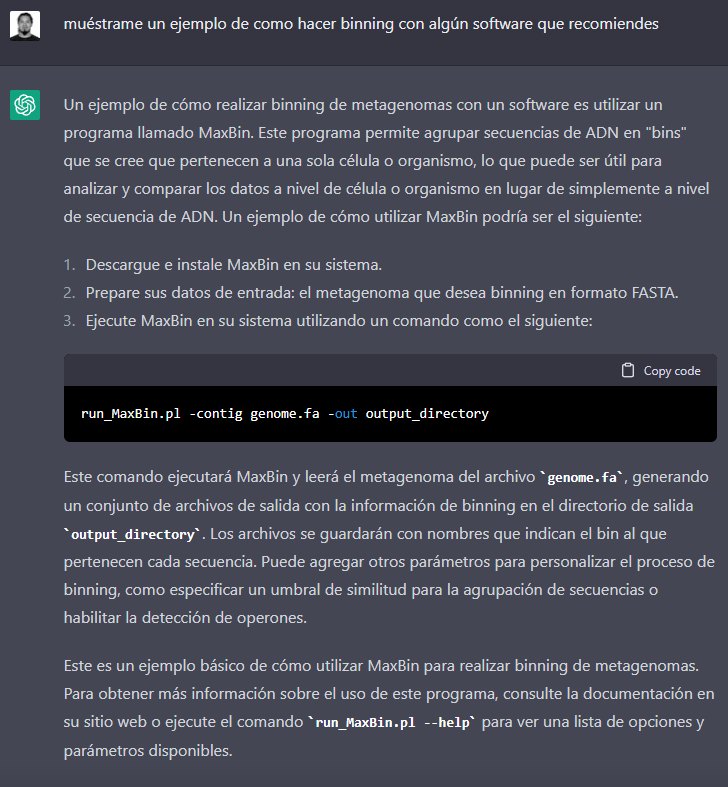 muéstrame un ejemplo de como hacer binning con algún software que recomiendes
Un ejemplo de cómo realizar binning de metagenomas con un software es utilizar un
programa llamado MaxBin. Este programa permite agrupar secuencias de ADN en "bins"
que se cree que pertenecen a una sola célula o organismo, lo que puede ser útil para
analizar y comparar los datos a nivel de célula o organismo en lugar de simplemente a nivel
de secuencia de ADN. Un ejemplo de cómo utilizar MaxBin podría ser el siguiente:
1. Descargue e instale MaxBin en su sistema.
2. Prepare sus datos de entrada: el metagenoma que desea binning en formato FASTA.
3. Ejecute MaxBin en su sistema utilizando un comando como el siguiente:
Copy code
run_MaxBin.pl -contig genome.fa -out output_directory
Este comando ejecutará MaxBin y leerá el metagenoma del archivo `genome.fa`, generando
un conjunto de archivos de salida con la información de binning en el directorio de salida
`output_directory`. Los archivos se guardarán con nombres que indican el bin al que
pertenecen cada secuencia. Puede agregar otros parámetros para personalizar el proceso de
binning, como especificar un umbral de similitud para la agrupación de secuencias o
habilitar la detección de operones.
Este es un ejemplo básico de cómo utilizar MaxBin para realizar binning de metagenomas.
Para obtener más información sobre el uso de este programa, consulte la documentación en
su sitio web o ejecute el comando `run_MaxBin.pl --help` para ver una lista de opciones y
parámetros disponibles.